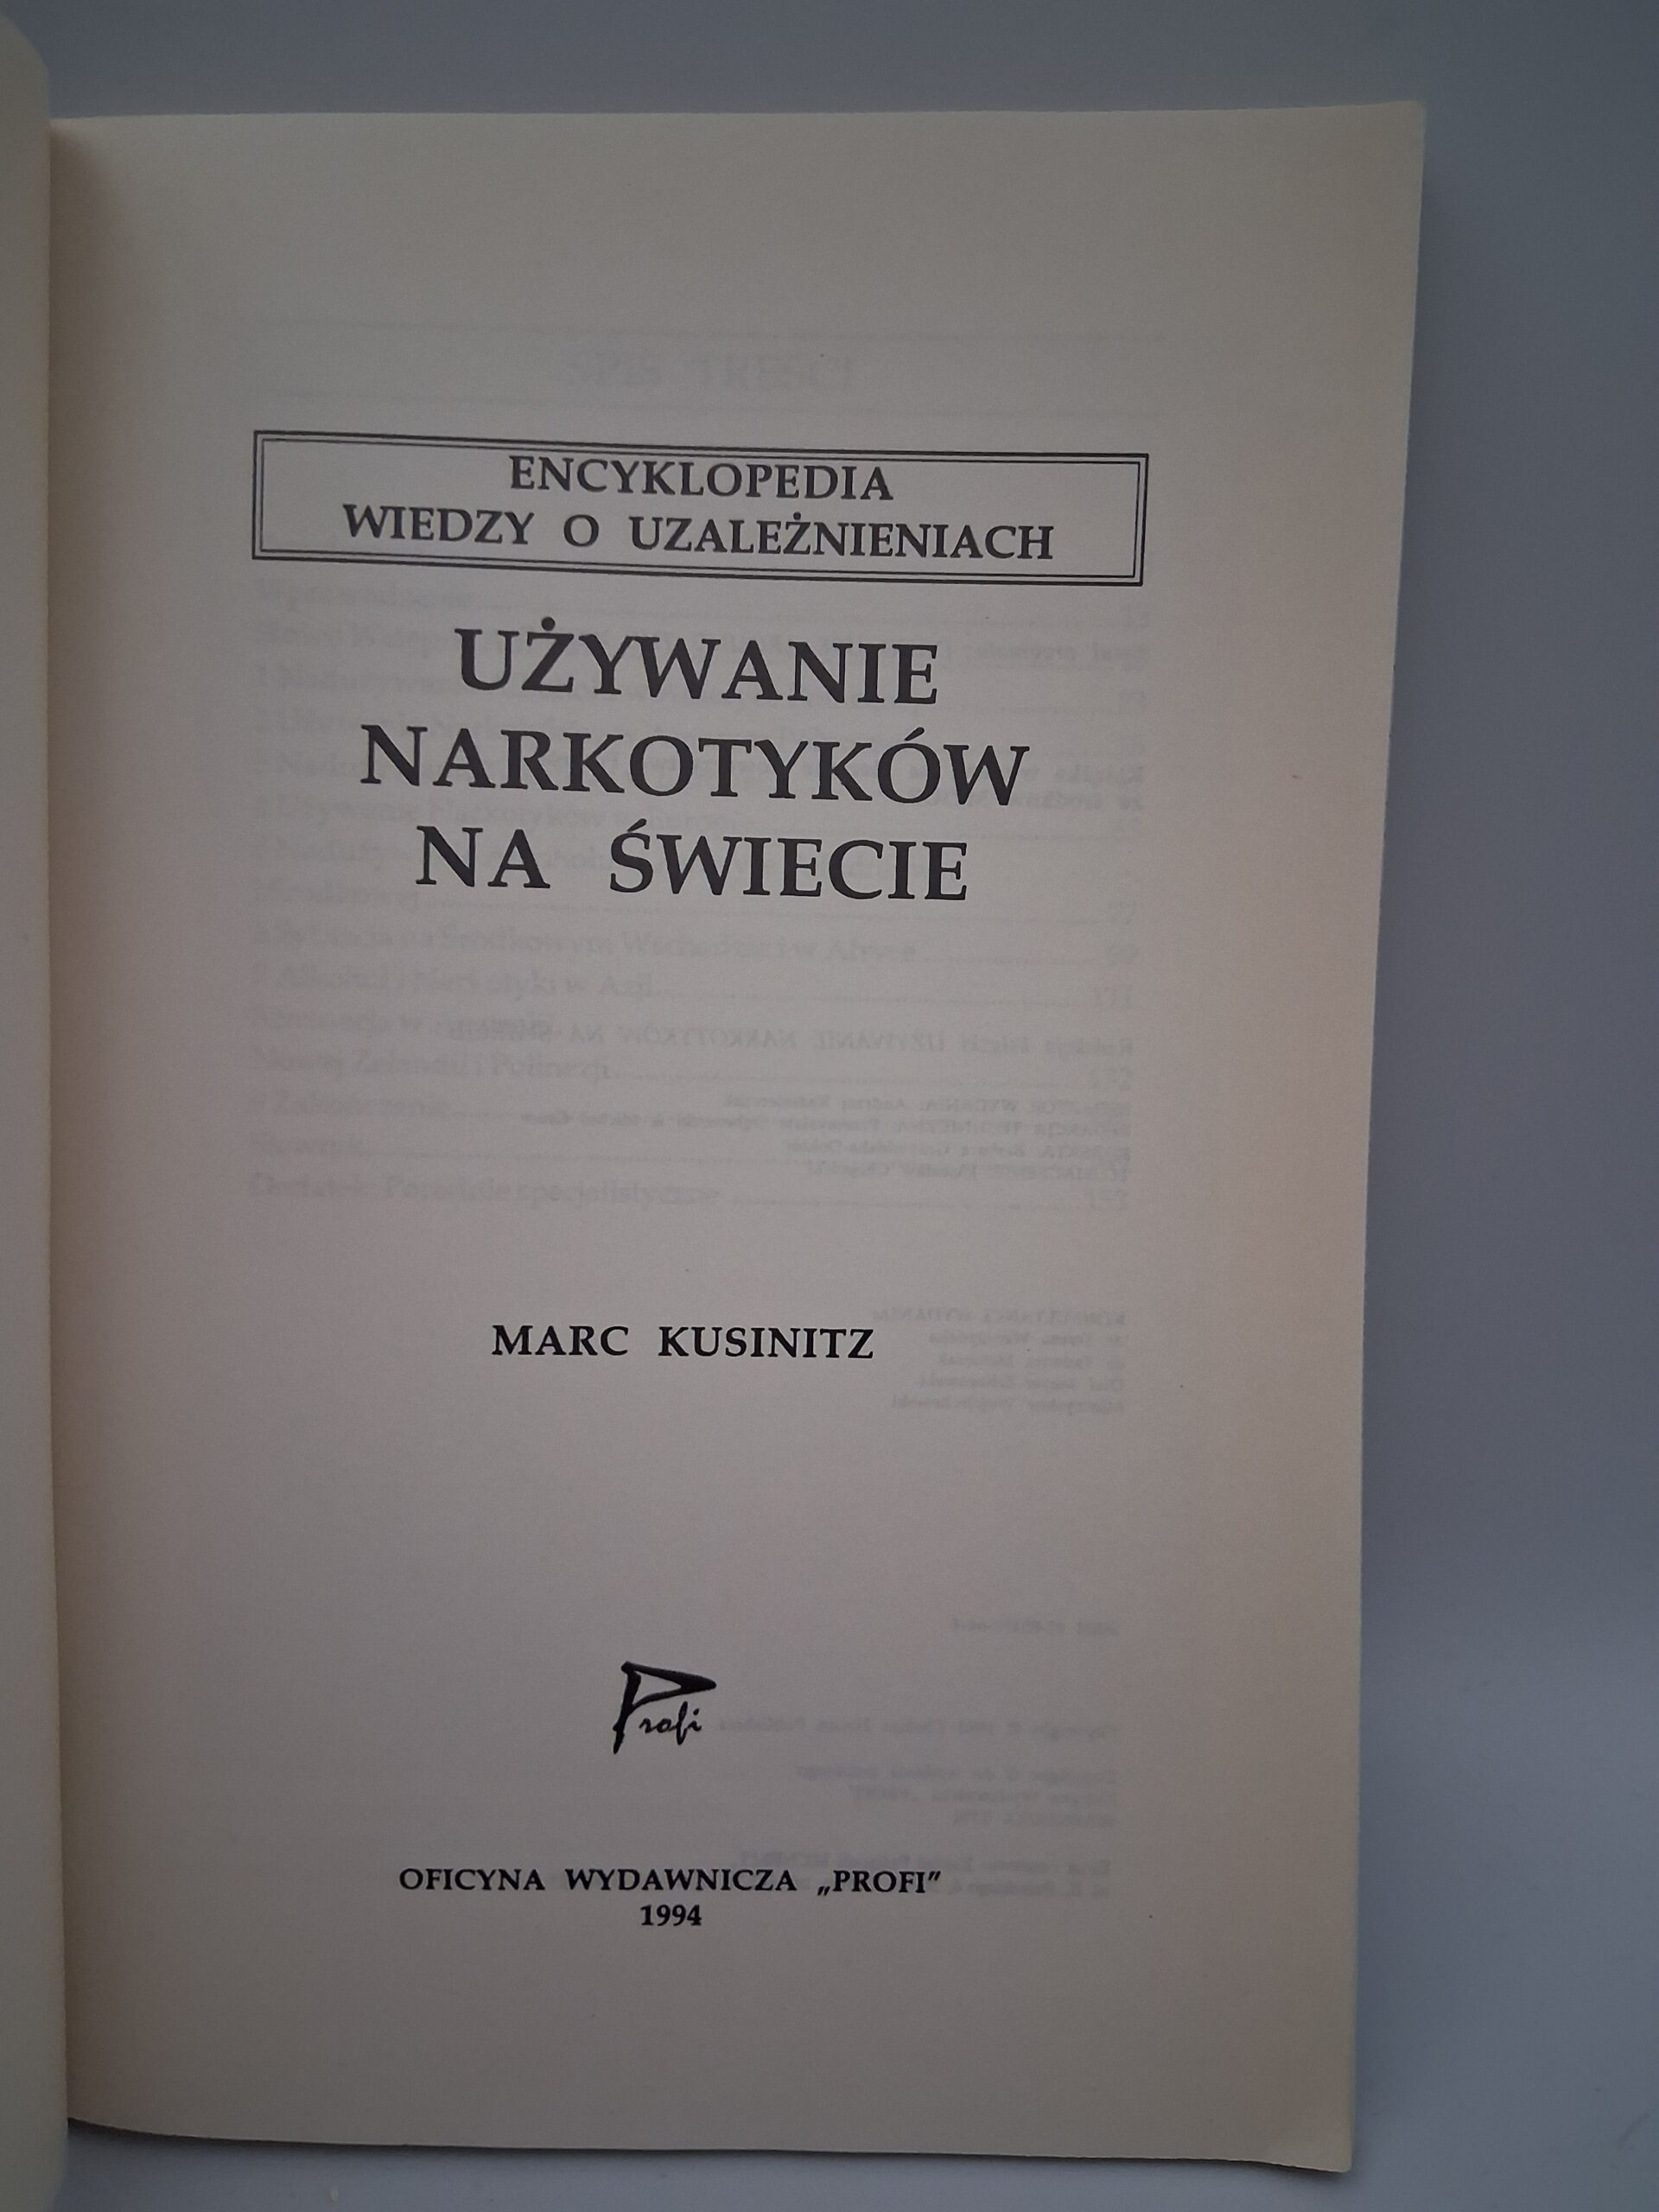 ENCYKLOPEDIA
WIEDZY O UZALEŻNIENIACH
UŻYWANIE
NARKOTYKÓW
NA ŚWIECIE
MARC KUSINITZ
Profi
OFICYNA WYDAWNICZA „PROFI”
1994